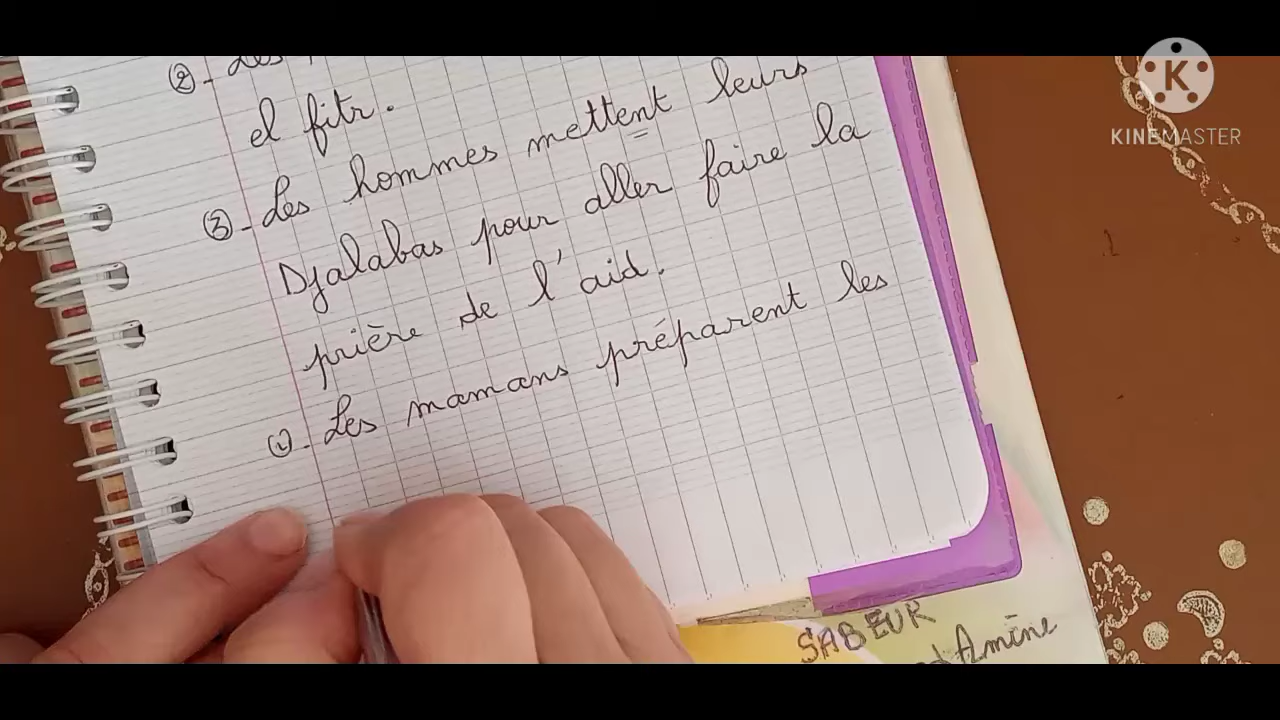 ②- Les
el fitr.
③- Les hommes mettent leurs
Djalabas pour aller faire la
prière de l'aid.
④- Les mamans préparent les
SABEUR
Amine
KINEMASTER